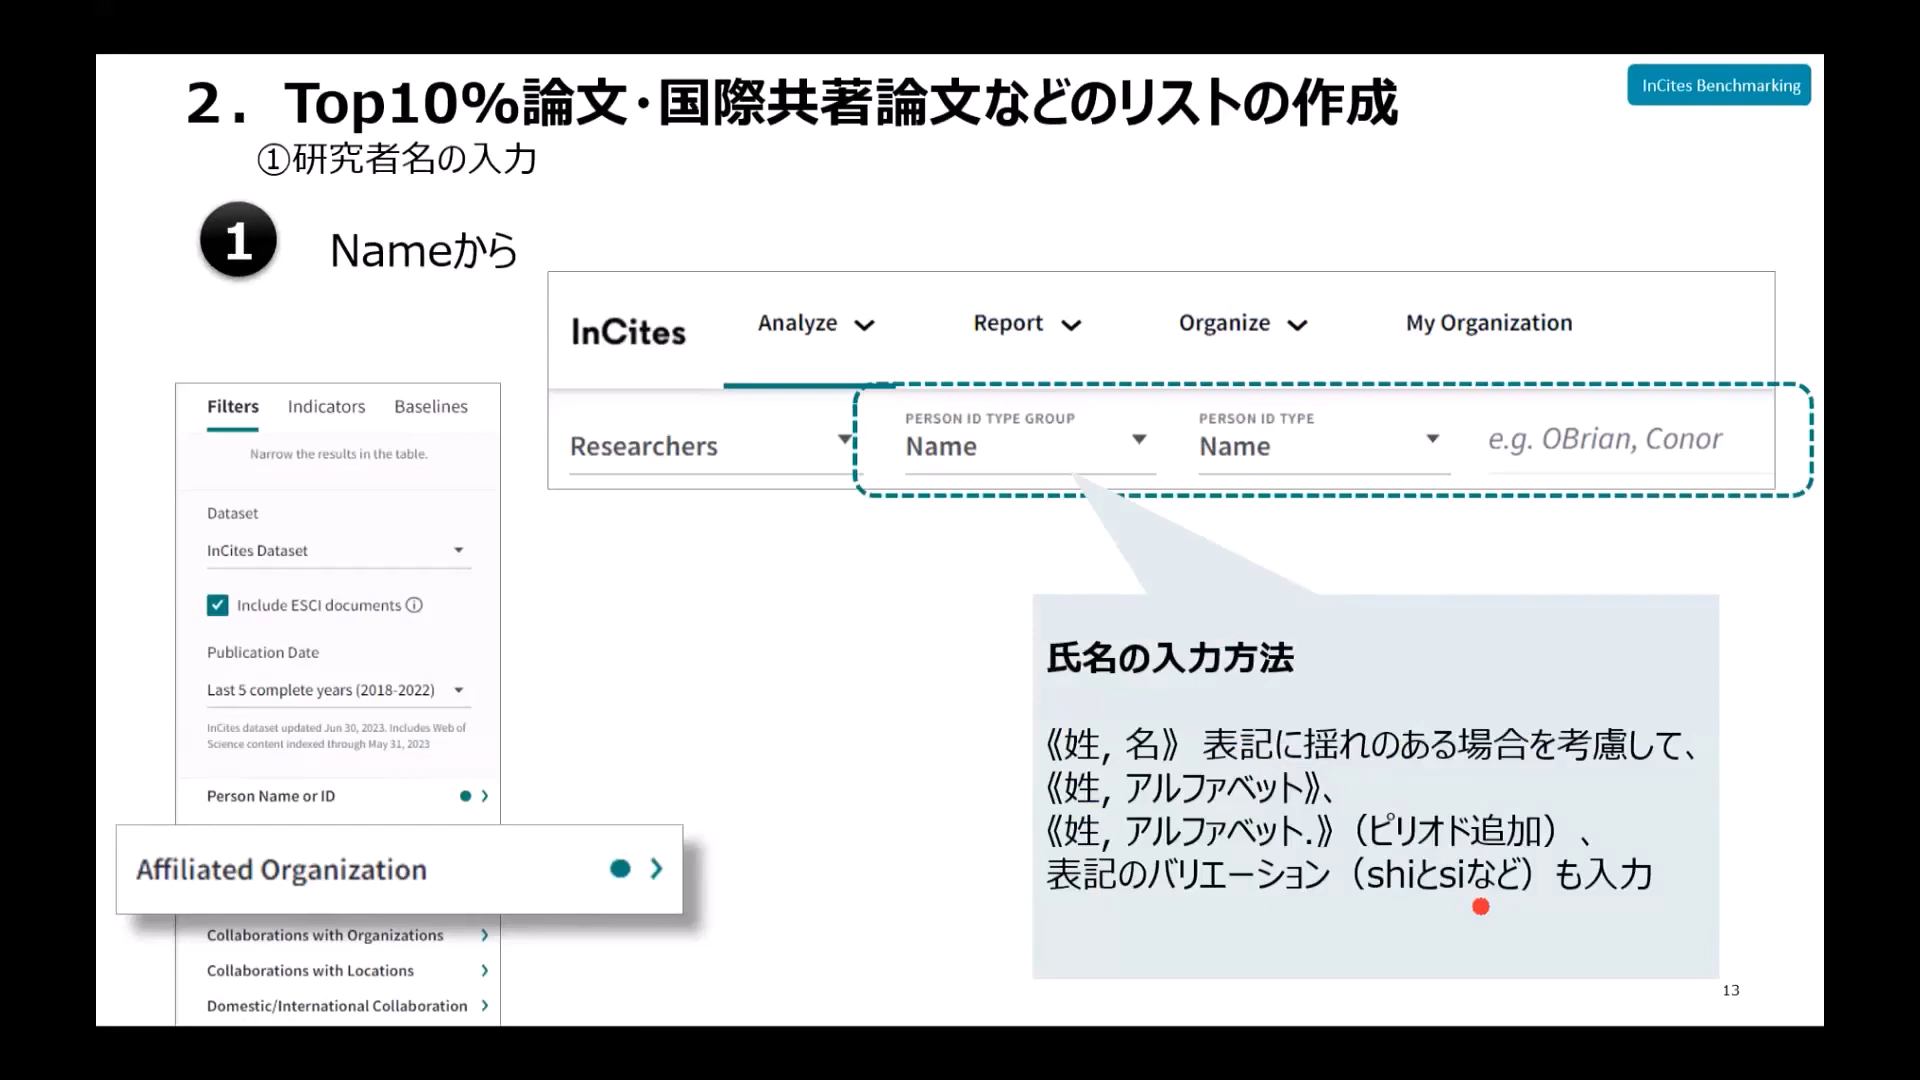 2．Top10%論文・国際共著論文などのリストの作成
InCites Benchmarking
①研究者名の入力
1
Nameから
InCites
Analyze
Report
Organize
My Organization
Researchers
PERSON ID TYPE GROUP
Name
PERSON ID TYPE
Name
e.g. OBrian, Conor
Filters
Indicators
Baselines
Narrow the results in the table.
Dataset
InCites Dataset
Include ESCI documents
Publication Date
Last 5 complete years (2018-2022)
InCites dataset updated Jun 30, 2023. Includes Web of
Science content indexed through May 31, 2023
Person Name or ID
Affiliated Organization
Collaborations with Organizations
Collaborations with Locations
Domestic/International Collaboration
氏名の入力方法
《姓, 名》 表記に揺れのある場合を考慮して、
《姓, アルファベット》、
《姓, アルファベット.》（ピリオド追加）、
表記のバリエーション（shiとsiなど）も入力
13